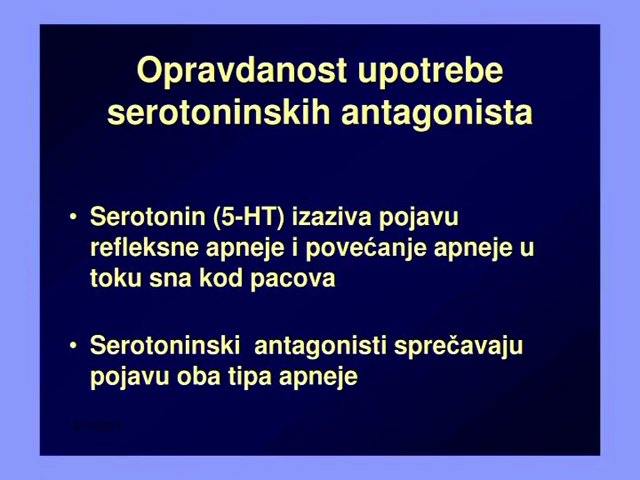 Opravdanost upotrebe
serotoninskih antagonista
• Serotonin (5-HT) izaziva pojavu
refleksne apneje i povećanje apneje u
toku sna kod pacova
• Serotoninski antagonisti sprečavaju
pojavu oba tipa apneje